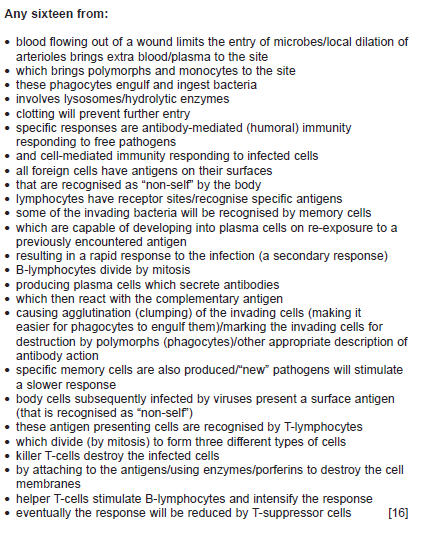 Any sixteen from:
• blood flowing out of a wound limits the entry of microbes/local dilation of
arterioles brings extra blood/plasma to the site
• which brings polymorphs and monocytes to the site
• these phagocytes engulf and ingest bacteria
• involves lysosomes/hydrolytic enzymes
• clotting will prevent further entry
• specific responses are antibody-mediated (humoral) immunity
responding to free pathogens
• and cell-mediated immunity responding to infected cells
• all foreign cells have antigens on their surfaces
• that are recognised as “non-self” by the body
• lymphocytes have receptor sites/recognise specific antigens
• some of the invading bacteria will be recognised by memory cells
• which are capable of developing into plasma cells on re-exposure to a
previously encountered antigen
• resulting in a rapid response to the infection (a secondary response)
• B-lymphocytes divide by mitosis
• producing plasma cells which secrete antibodies
• which then react with the complementary antigen
• causing agglutination (clumping) of the invading cells (making it
easier for phagocytes to engulf them)/marking the invading cells for
destruction by polymorphs (phagocytes)/other appropriate description of
antibody action
• specific memory cells are also produced/“new” pathogens will stimulate
a slower response
• body cells subsequently infected by viruses present a surface antigen
(that is recognised as “non-self”)
• these antigen presenting cells are recognised by T-lymphocytes
• which divide (by mitosis) to form three different types of cells
• killer T-cells destroy the infected cells
• by attaching to the antigens/using enzymes/porferins to destroy the cell
membranes
• helper T-cells stimulate B-lymphocytes and intensify the response
• eventually the response will be reduced by T-suppressor cells [16]